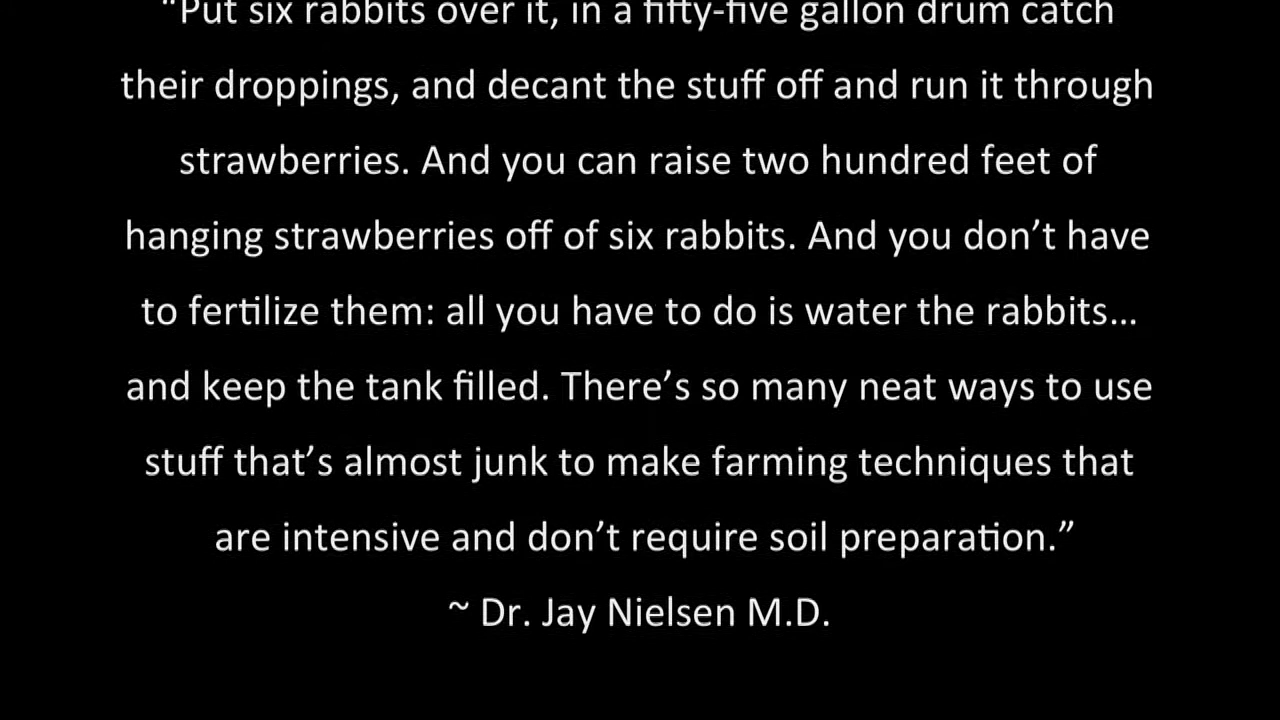 “Put six rabbits over it, in a fifty-five gallon drum catch
their droppings, and decant the stuff off and run it through
strawberries. And you can raise two hundred feet of
hanging strawberries off of six rabbits. And you don’t have
to fertilize them: all you have to do is water the rabbits…
and keep the tank filled. There’s so many neat ways to use
stuff that’s almost junk to make farming techniques that
are intensive and don’t require soil preparation.”
~ Dr. Jay Nielsen M.D.